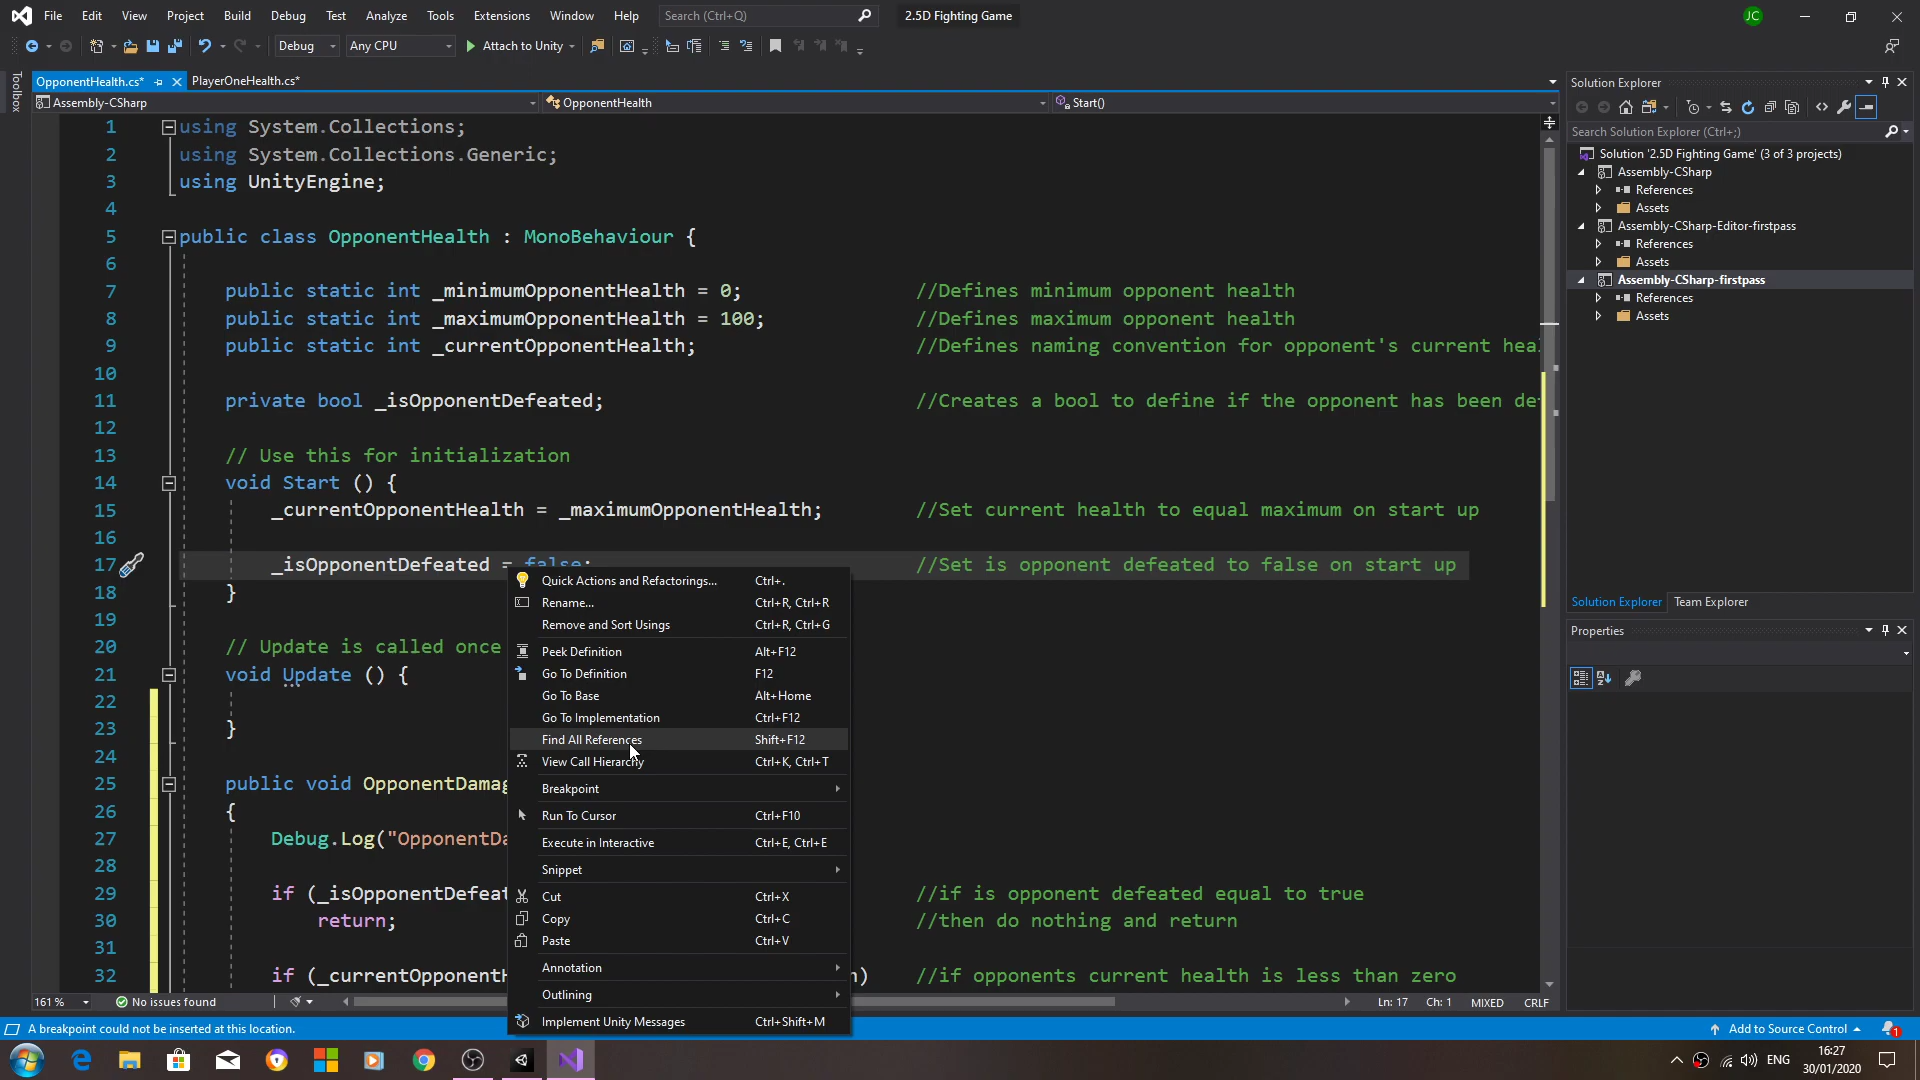 File Edit View Project Build Debug Test Analyze Tools Extensions Window Help Search (Ctrl+Q) 2.5D Fighting Game JC
Debug Any CPU Attach to Unity
Toolbox
OpponentHealth.cs* PlayerOneHealth.cs*
Assembly-CSharp OpponentHealth Start()
1 using System.Collections;
2 using System.Collections.Generic;
3 using UnityEngine;
4
5 public class OpponentHealth : MonoBehaviour {
6
7 public static int _minimumOpponentHealth = 0; //Defines minimum opponent health
8 public static int _maximumOpponentHealth = 100; //Defines maximum opponent health
9 public static int _currentOpponentHealth; //Defines naming convention for opponent's current hea
10
11 private bool _isOpponentDefeated; //Creates a bool to define if the opponent has been de
12
13 // Use this for initialization
14 void Start () {
15 _currentOpponentHealth = _maximumOpponentHealth; //Set current health to equal maximum on start up
16
17 _isOpponentDefeated = false; //Set is opponent defeated to false on start up
18 }
19
20 // Update is called once
21 void Update () {
22
23 }
24
25 public void OpponentDamag
26 {
27 Debug.Log("OpponentDa
28
29 if (_isOpponentDefeat //if is opponent defeated equal to true
30 return; //then do nothing and return
31
32 if (_currentOpponentH n) //if opponents current health is less than zero
Quick Actions and Refactorings... Ctrl+.
Rename... Ctrl+R, Ctrl+R
Remove and Sort Usings Ctrl+R, Ctrl+G
Peek Definition Alt+F12
Go To Definition F12
Go To Base Alt+Home
Go To Implementation Ctrl+F12
Find All References Shift+F12
View Call Hierarchy Ctrl+K, Ctrl+T
Breakpoint
Run To Cursor Ctrl+F10
Execute in Interactive Ctrl+E, Ctrl+E
Snippet
Cut Ctrl+X
Copy Ctrl+C
Paste Ctrl+V
Annotation
Outlining
Implement Unity Messages Ctrl+Shift+M
Solution Explorer
Search Solution Explorer (Ctrl+;)
Solution '2.5D Fighting Game' (3 of 3 projects)
Assembly-CSharp
References
Assets
Assembly-CSharp-Editor-firstpass
References
Assets
Assembly-CSharp-firstpass
References
Assets
Solution Explorer Team Explorer
Properties
161 % No issues found Ln: 17 Ch: 1 MIXED CRLF
A breakpoint could not be inserted at this location. Add to Source Control 1
ENG 16:27
30/01/2020